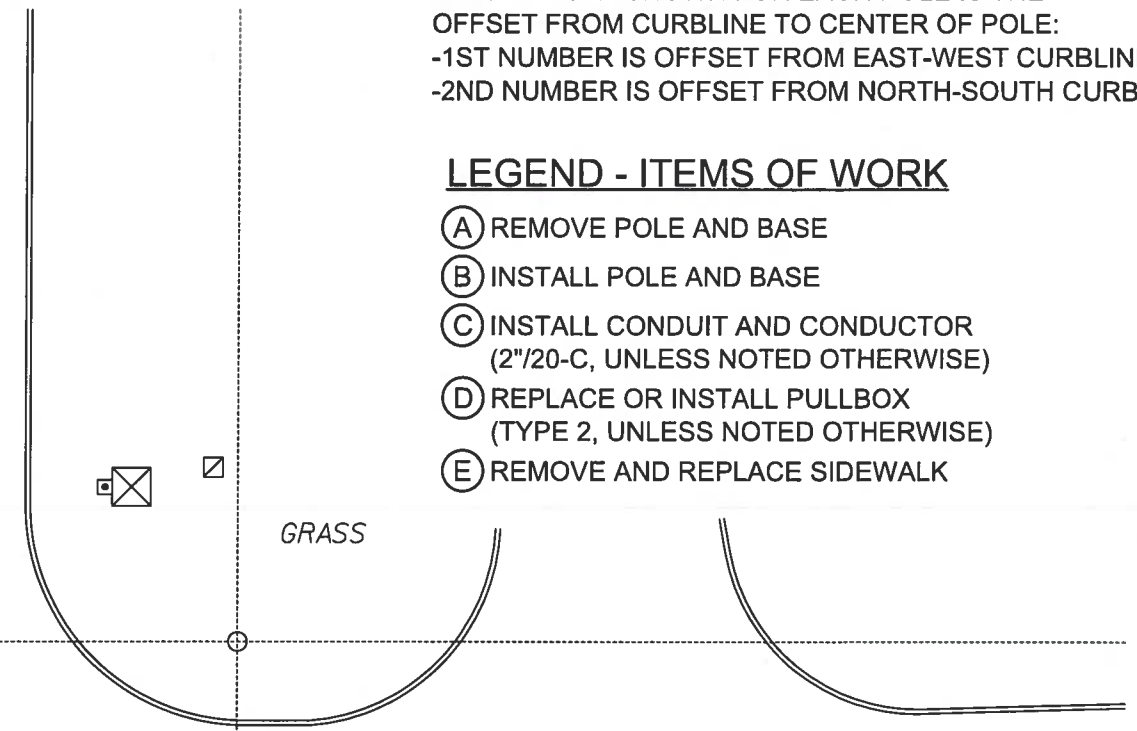 OFFSET FROM CURBLINE TO CENTER OF POLE:
-1ST NUMBER IS OFFSET FROM EAST-WEST CURBLIN
-2ND NUMBER IS OFFSET FROM NORTH-SOUTH CURB
LEGEND - ITEMS OF WORK
A REMOVE POLE AND BASE
B INSTALL POLE AND BASE
C INSTALL CONDUIT AND CONDUCTOR
(2"/20-C, UNLESS NOTED OTHERWISE)
D REPLACE OR INSTALL PULLBOX
(TYPE 2, UNLESS NOTED OTHERWISE)
E REMOVE AND REPLACE SIDEWALK
GRASS